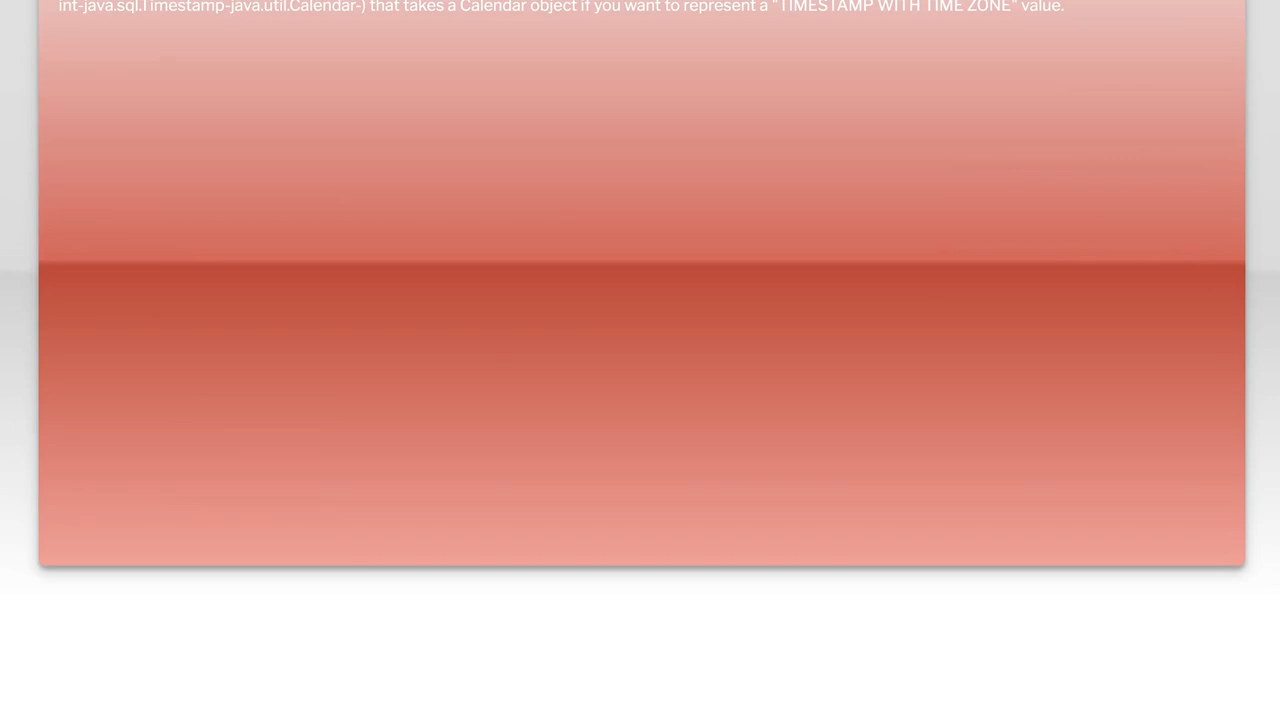 int-java.sql.Timestamp-java.util.Calendar-) that takes a Calendar object if you want to represent a "TIMESTAMP WITH TIME ZONE" value.